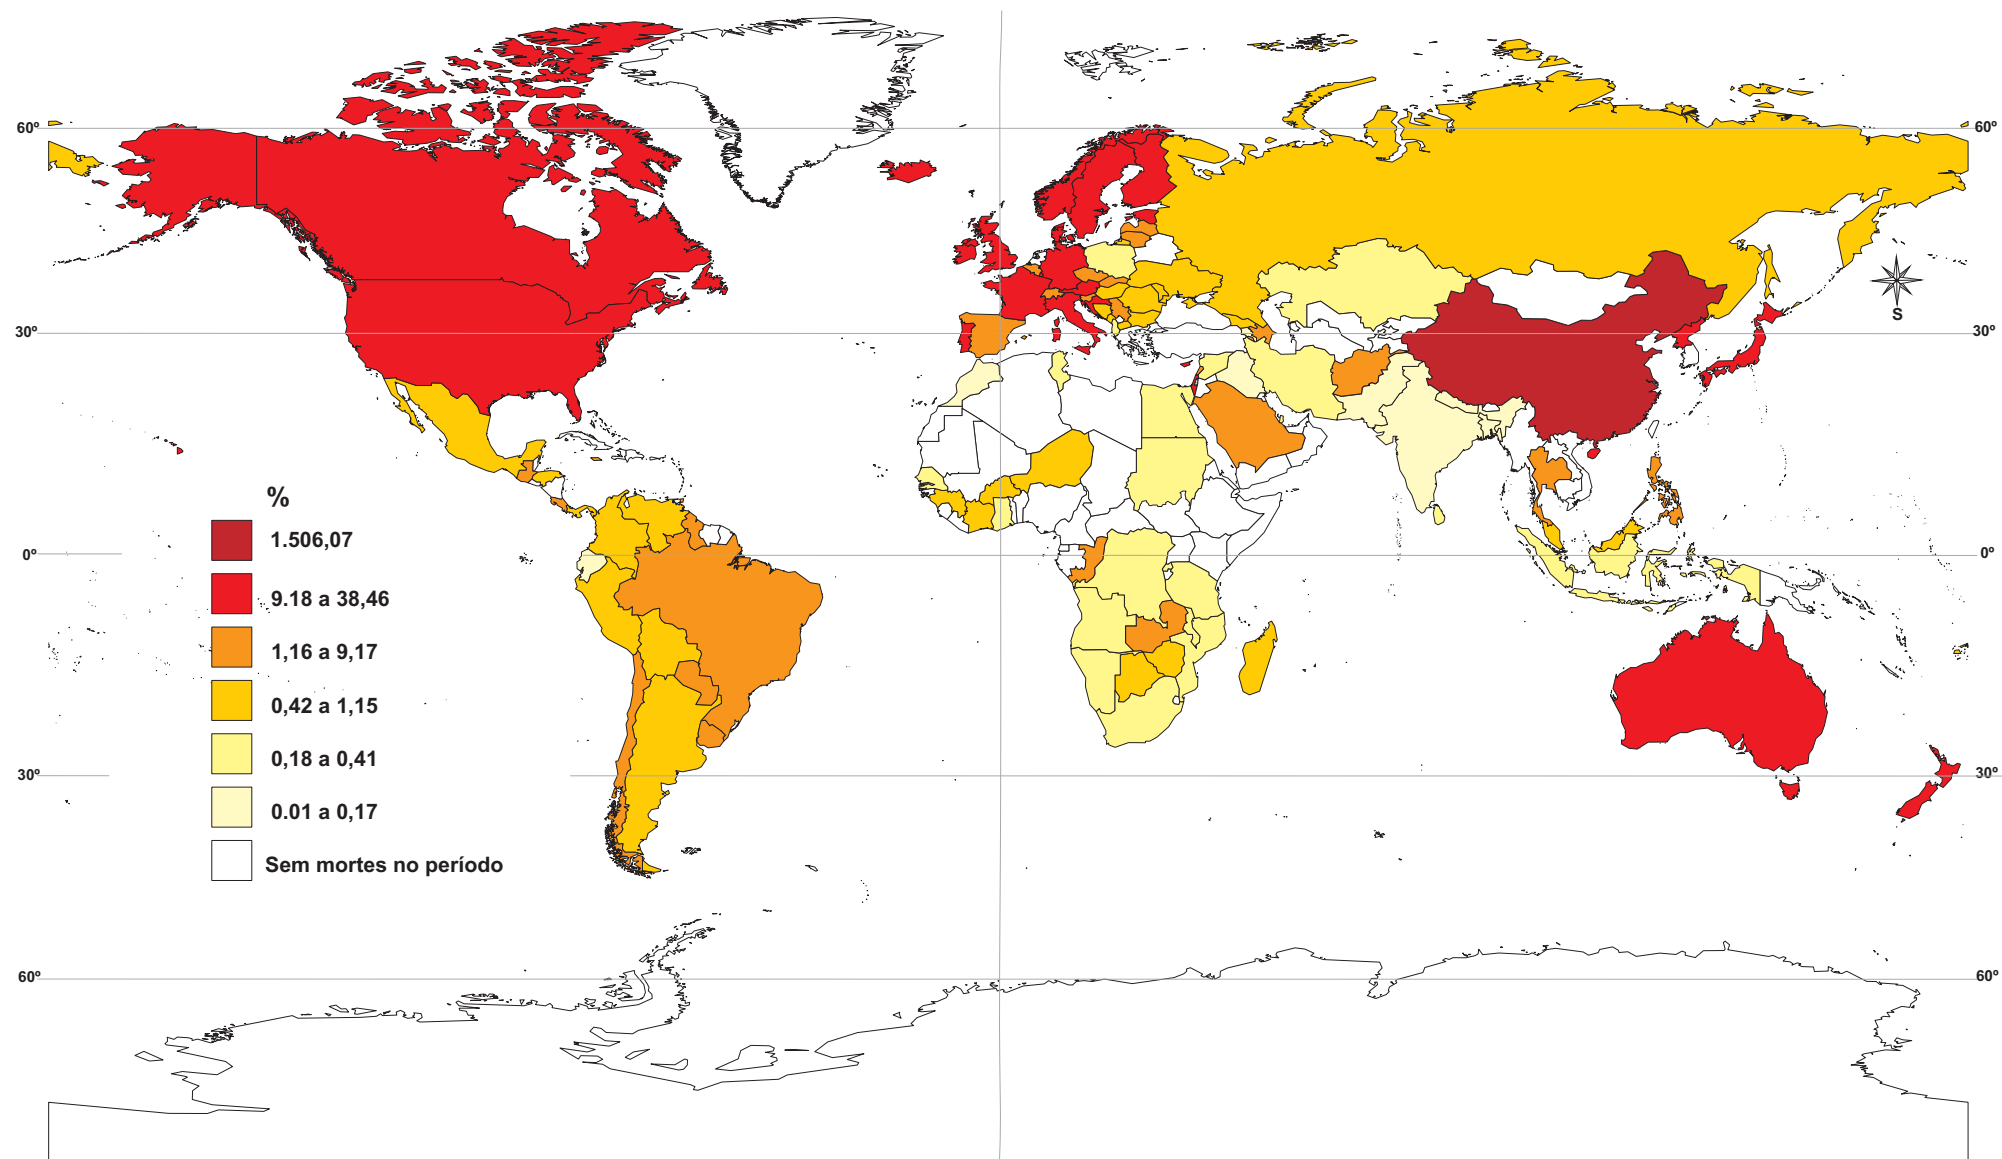 60º
60º
S
30º
30º
%
1.506,07
0º
0º
9.18 a 38,46
1,16 a 9,17
0,42 a 1,15
0,18 a 0,41
30º
30º
0.01 a 0,17
Sem mortes no período
60º
60º